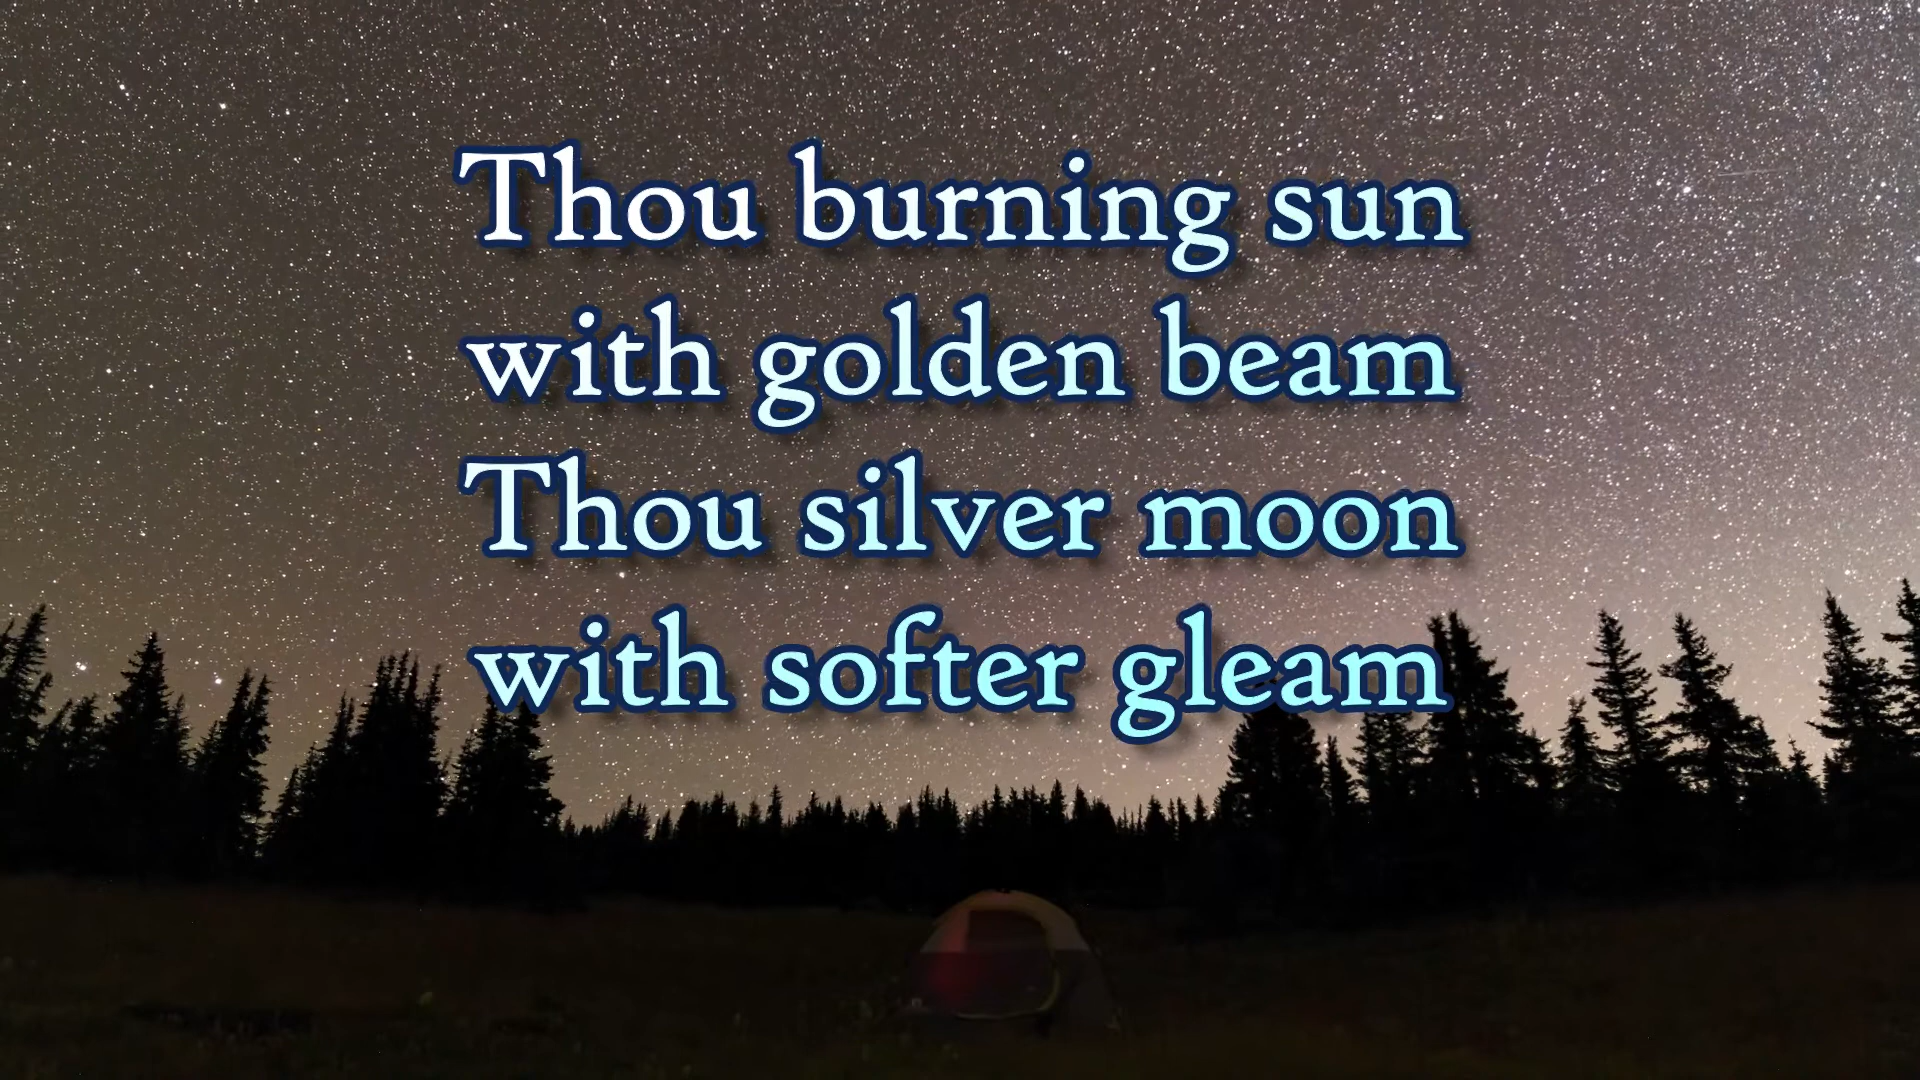 Thou burning sun
with golden beam
Thou silver moon
with softer gleam